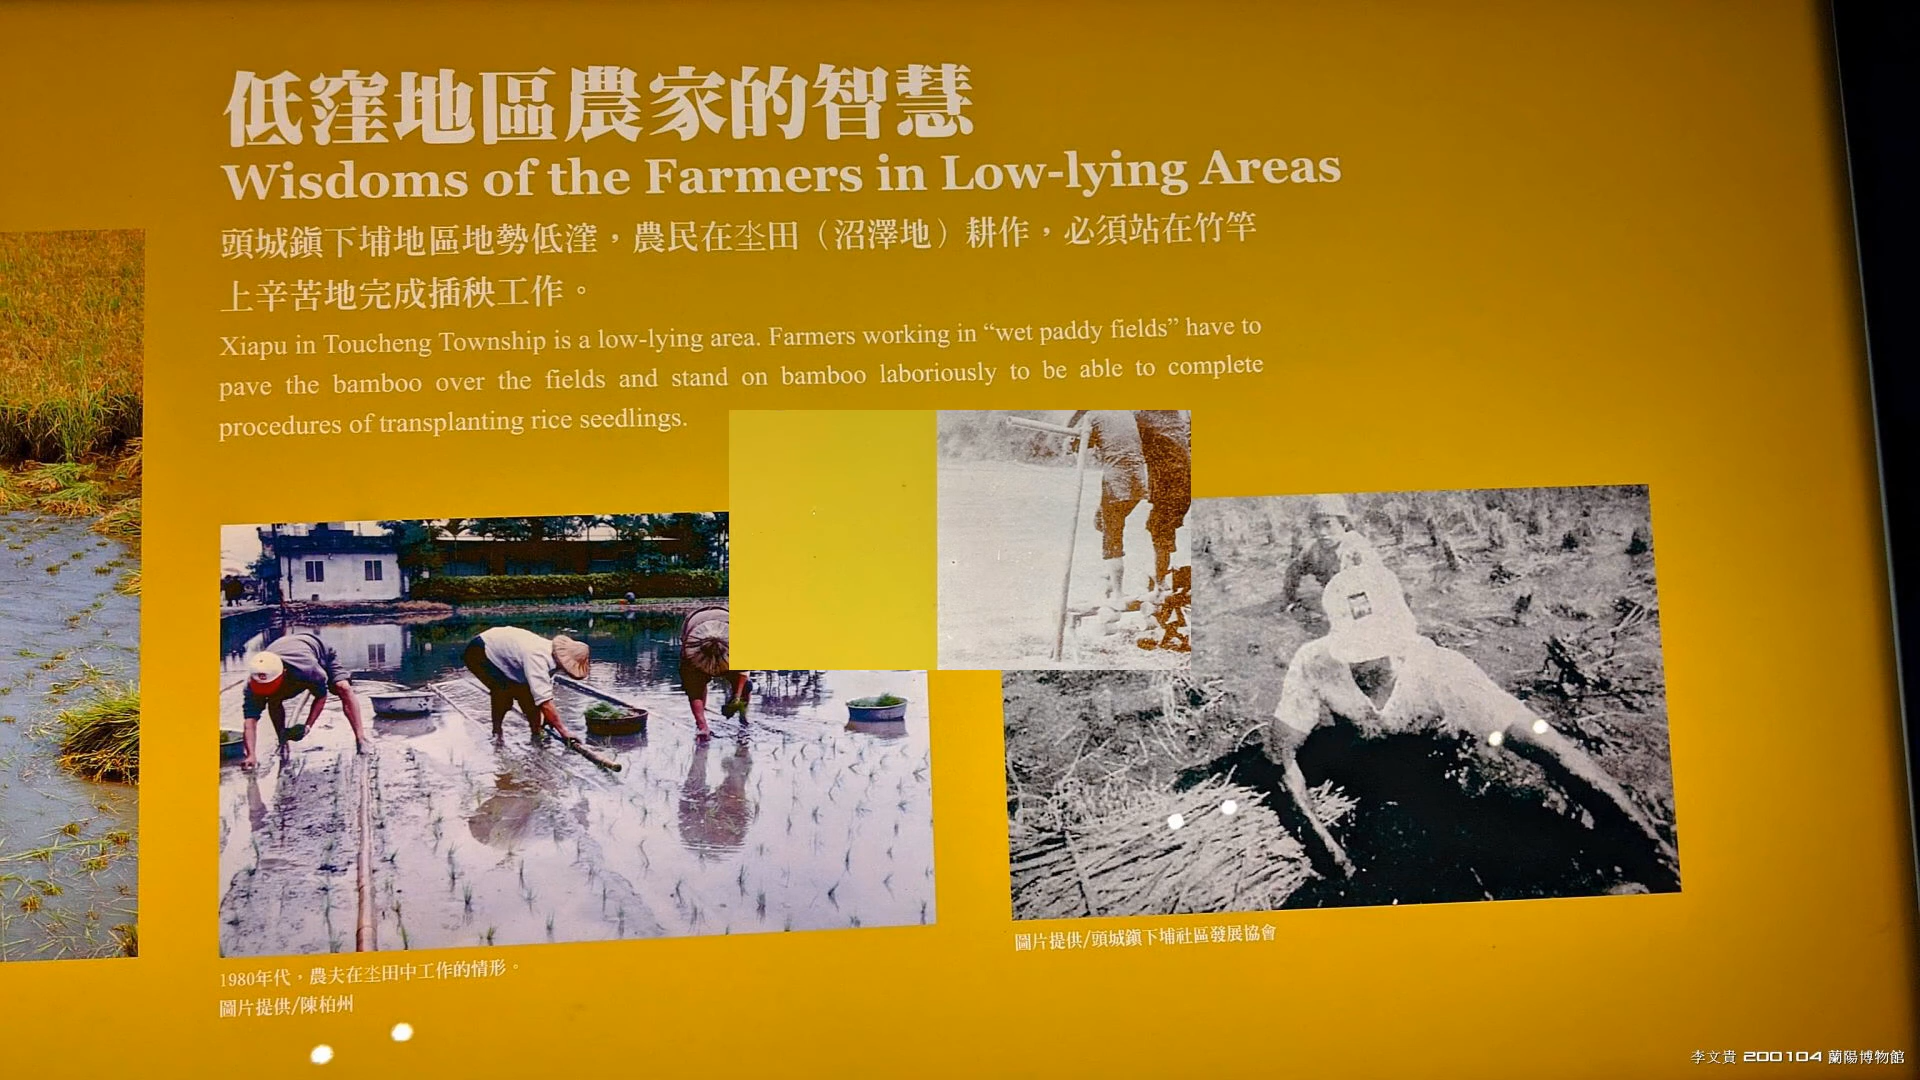 低窪地區農家的智慧
Wisdoms of the Farmers in Low-lying Areas
頭城鎮下埔地區地勢低漥，農民在坔田（沼澤地）耕作，必須站在竹竿
上辛苦地完成插秧工作。
Xiapu in Toucheng Township is a low-lying area. Farmers working in “wet paddy fields” have to
pave the bamboo over the fields and stand on bamboo laboriously to be able to complete
procedures of transplanting rice seedlings.
1980年代，農夫在坔田中工作的情形。
圖片提供/陳柏州
圖片提供/頭城鎮下埔社區發展協會
李文貴 200104 蘭陽博物館